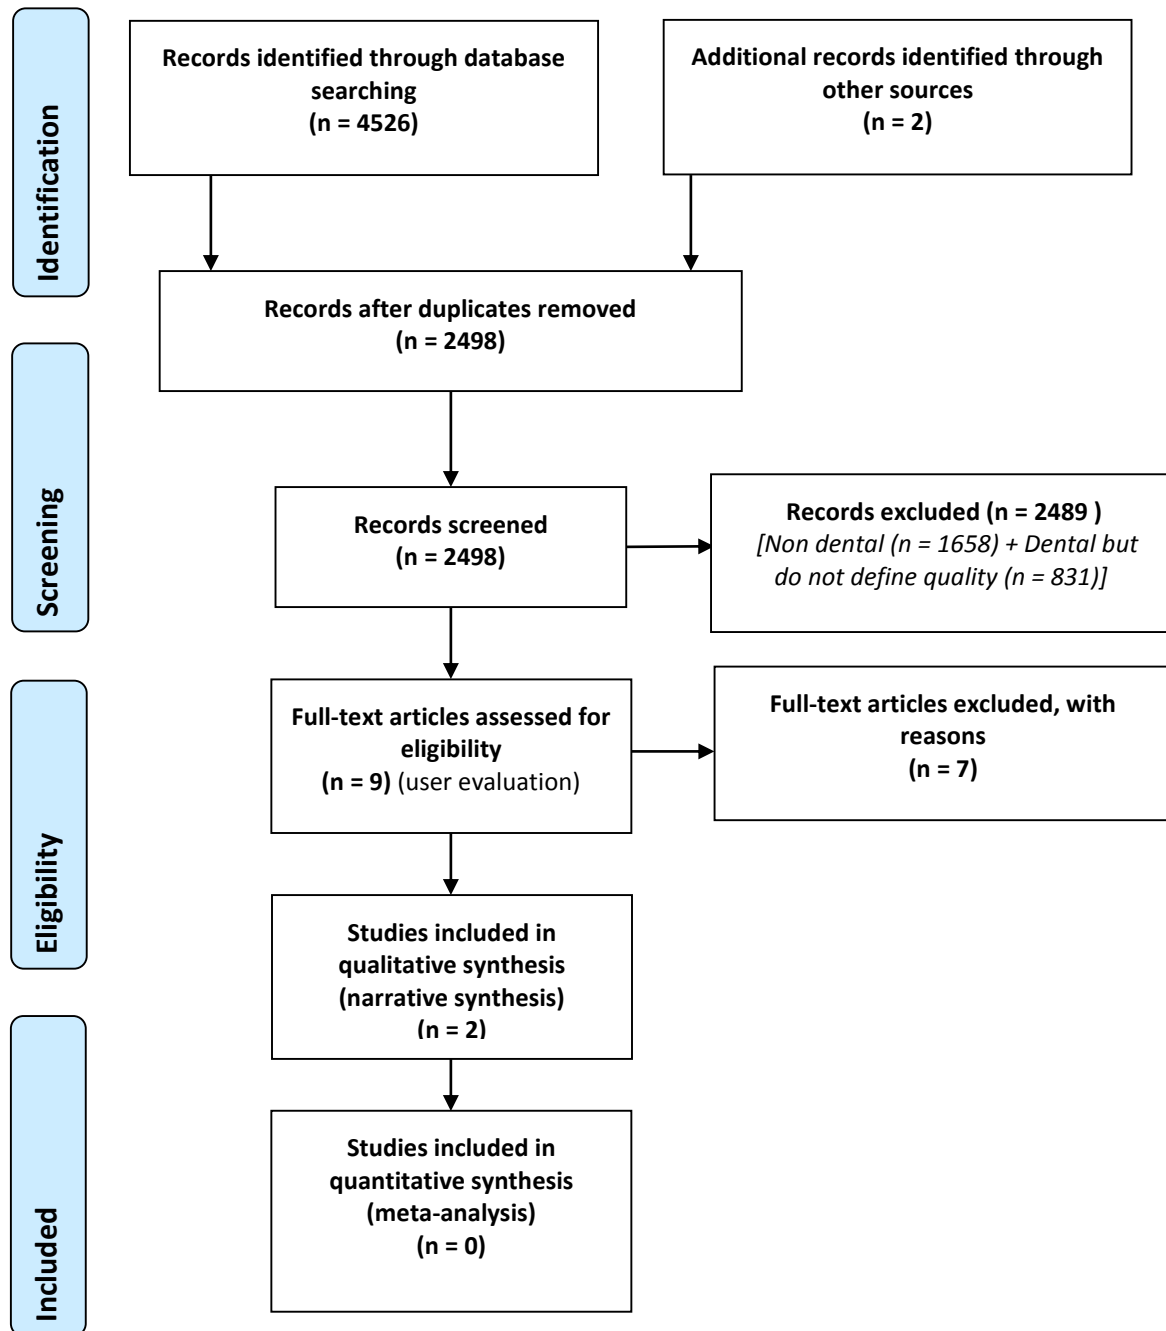 Identification
Records identified through database
searching
(n = 4526)
Additional records identified through
other sources
(n = 2)
Records after duplicates removed
(n = 2498)
Screening
Records screened
(n = 2498)
Records excluded (n = 2489 )
[Non dental (n = 1658) + Dental but
do not define quality (n = 831)]
Eligibility
Full-text articles assessed for
eligibility
(n = 9) (user evaluation)
Full-text articles excluded, with
reasons
(n = 7)
Studies included in
qualitative synthesis
(narrative synthesis)
(n = 2)
Included
Studies included in
quantitative synthesis
(meta-analysis)
(n = 0)